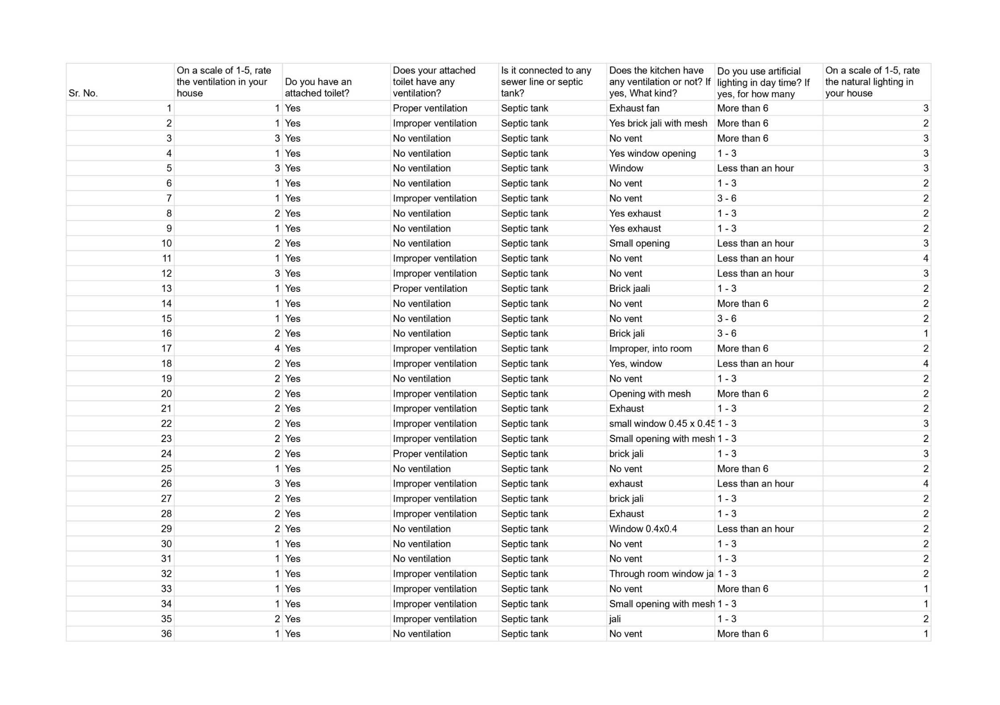 Sr. No. On a scale of 1-5, rate the ventilation in your house Do you have an attached toilet? Does your attached toilet have any ventilation? Is it connected to any sewer line or septic tank? Does the kitchen have any ventilation or not? If yes, What kind? Do you use artificial lighting in day time? If yes, for how many On a scale of 1-5, rate the natural lighting in your house
1 1 Yes Proper ventilation Septic tank Exhaust fan More than 6 3
2 1 Yes Improper ventilation Septic tank Yes brick jali with mesh More than 6 2
3 3 Yes No ventilation Septic tank No vent More than 6 3
4 1 Yes No ventilation Septic tank Yes window opening 1 - 3 3
5 3 Yes No ventilation Septic tank Window Less than an hour 3
6 1 Yes No ventilation Septic tank No vent 1 - 3 2
7 1 Yes Improper ventilation Septic tank No vent 3 - 6 2
8 2 Yes No ventilation Septic tank Yes exhaust 1 - 3 2
9 1 Yes No ventilation Septic tank Yes exhaust 1 - 3 2
10 2 Yes No ventilation Septic tank Small opening Less than an hour 3
11 1 Yes Improper ventilation Septic tank No vent Less than an hour 4
12 3 Yes Improper ventilation Septic tank No vent Less than an hour 3
13 1 Yes Proper ventilation Septic tank Brick jaali 1 - 3 2
14 1 Yes No ventilation Septic tank No vent More than 6 2
15 1 Yes No ventilation Septic tank No vent 3 - 6 2
16 2 Yes No ventilation Septic tank Brick jali 3 - 6 1
17 4 Yes Improper ventilation Septic tank Improper, into room More than 6 2
18 2 Yes Improper ventilation Septic tank Yes, window Less than an hour 4
19 2 Yes No ventilation Septic tank No vent 1 - 3 2
20 2 Yes Improper ventilation Septic tank Opening with mesh More than 6 2
21 2 Yes Improper ventilation Septic tank Exhaust 1 - 3 2
22 2 Yes Improper ventilation Septic tank small window 0.45 x 0.45 1 - 3 3
23 2 Yes Improper ventilation Septic tank Small opening with mesh 1 - 3 2
24 2 Yes Proper ventilation Septic tank brick jali 1 - 3 3
25 1 Yes No ventilation Septic tank No vent More than 6 2
26 3 Yes Improper ventilation Septic tank exhaust Less than an hour 4
27 2 Yes Improper ventilation Septic tank brick jali 1 - 3 2
28 2 Yes Improper ventilation Septic tank Exhaust 1 - 3 2
29 2 Yes No ventilation Septic tank Window 0.4x0.4 Less than an hour 2
30 1 Yes No ventilation Septic tank No vent 1 - 3 2
31 1 Yes No ventilation Septic tank No vent 1 - 3 2
32 1 Yes Improper ventilation Septic tank Through room window ja 1 - 3 2
33 1 Yes Improper ventilation Septic tank No vent More than 6 1
34 1 Yes Improper ventilation Septic tank Small opening with mesh 1 - 3 1
35 2 Yes Improper ventilation Septic tank jali 1 - 3 2
36 1 Yes No ventilation Septic tank No vent More than 6 1